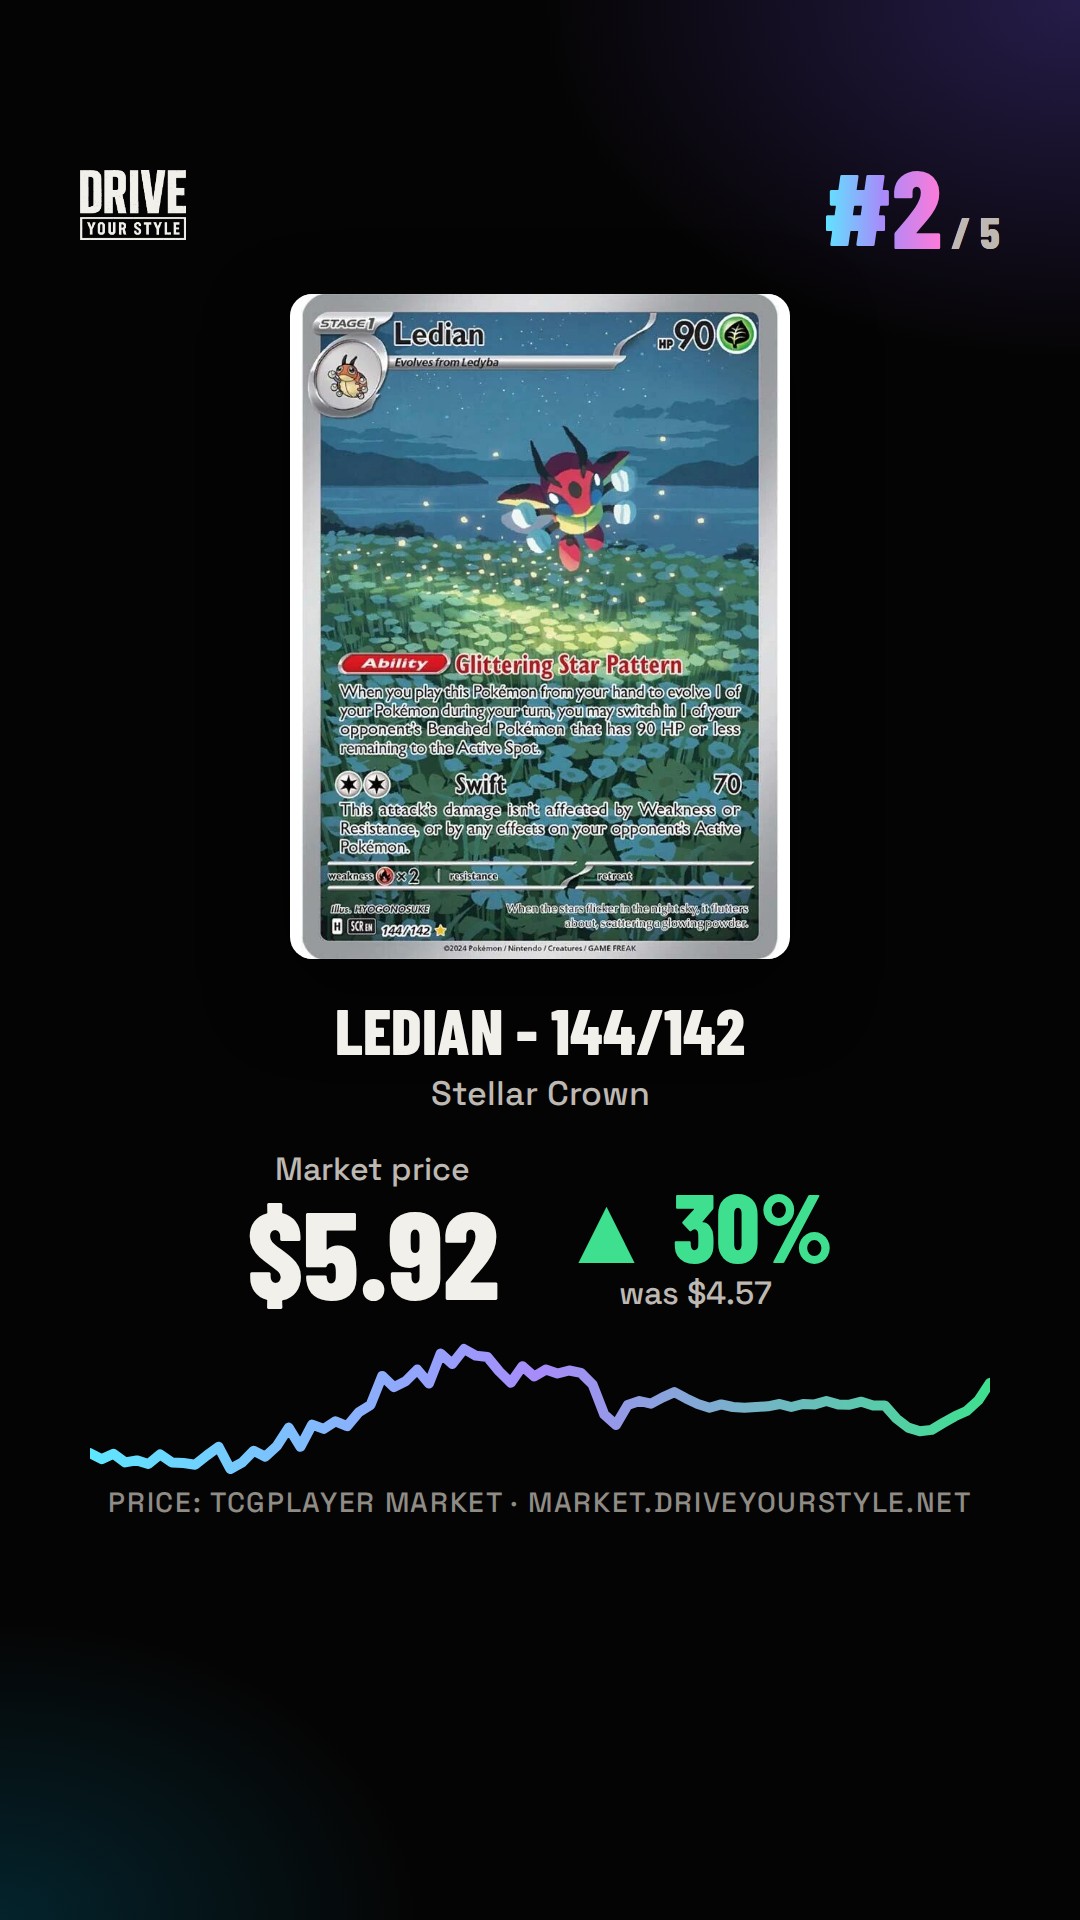 DRIVE
YOUR STYLE
#2 / 5
STAGE1
Ledian
HP 90
Evolves from Ledyba
Ability Glittering Star Pattern
When you play this Pokémon from your hand to evolve 1 of
your Pokémon during your turn, you may switch in 1 of your
opponent's Benched Pokémon that has 90 HP or less
remaining to the Active Spot.
Swift 70
This attack's damage isn't affected by Weakness or
Resistance, or by any effects on your opponent's Active
Pokémon.
weakness ×2 resistance retreat
Illus. HYOGONOSUKE
When the stars flicker in the night sky, it flutters
about, scattering a glowing powder.
H SCR EN 144/142
©2024 Pokémon / Nintendo / Creatures / GAME FREAK
LEDIAN - 144/142
Stellar Crown
Market price
$5.92
▲ 30%
was $4.57
PRICE: TCGPLAYER MARKET · MARKET.DRIVEYOURSTYLE.NET